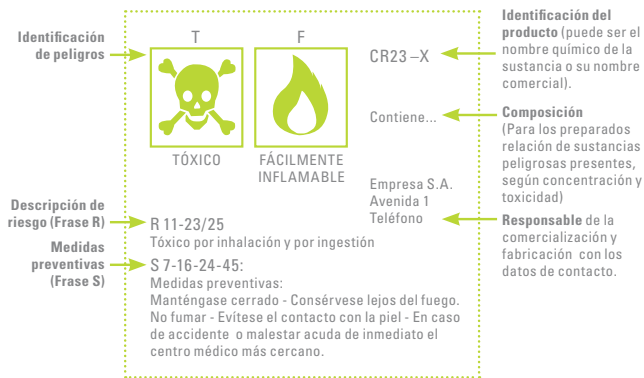 Identificación
de peligros
T
F
TÓXICO
FÁCILMENTE
INFLAMABLE
CR23 –X
Contiene...
Empresa S.A.
Avenida 1
Teléfono
Identificación del
producto (puede ser el
nombre químico de la
sustancia o su nombre
comercial).
Composición
(Para los preparados
relación de sustancias
peligrosas presentes,
según concentración y
toxicidad)
Responsable de la
comercialización y
fabricación con los
datos de contacto.
Descripción de
riesgo (Frase R)
R 11-23/25
Tóxico por inhalación y por ingestión
Medidas
preventivas
(Frase S)
S 7-16-24-45:
Medidas preventivas:
Manténgase cerrado - Consérvese lejos del fuego.
No fumar - Evítese el contacto con la piel - En caso
de accidente o malestar acuda de inmediato el
centro médico más cercano.